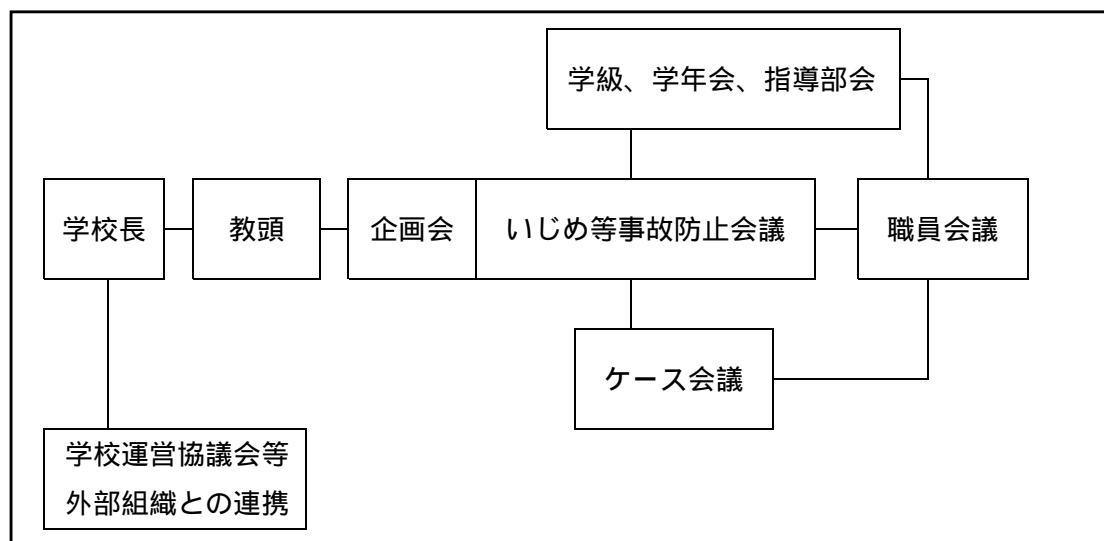 学級、学年会、指導部会
学校長
教頭
企画会
いじめ等事故防止会議
職員会議
ケース会議
学校運営協議会等
外部組織との連携